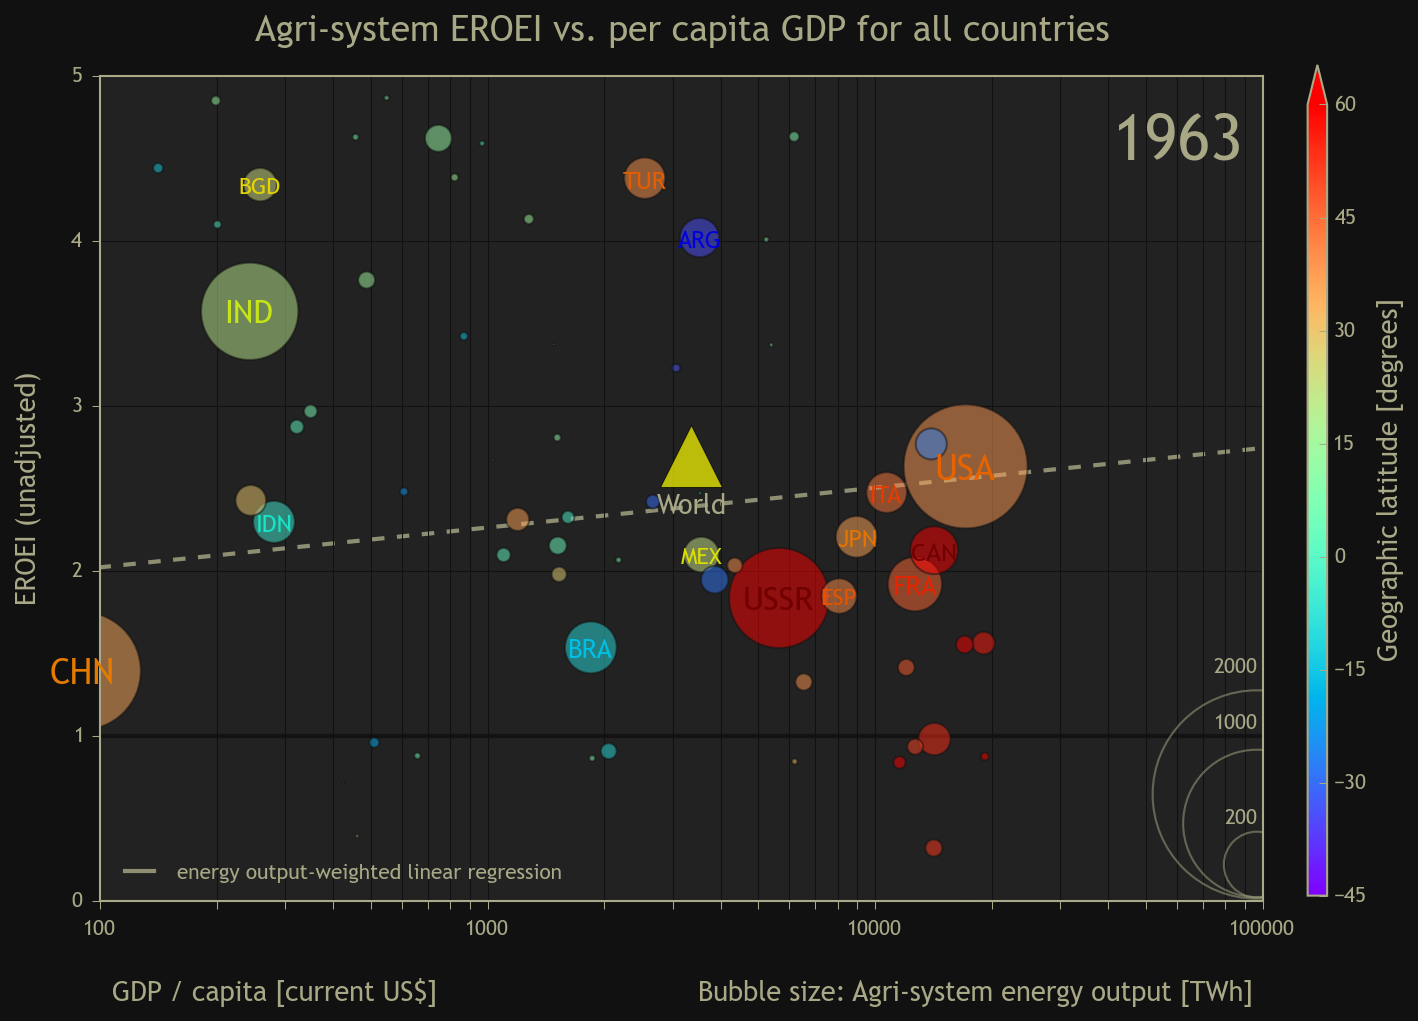 Agri-system EROEI vs. per capita GDP for all countries
1963
EROEI (unadjusted)
5
4
3
2
1
0
BGD
TUR
ARG
IND
World
USA
ITA
IDN
JPN
CAN
MEX
USSR
ESP
FRA
BRA
CHN
2000
1000
200
energy output-weighted linear regression
100
1000
10000
100000
GDP / capita [current US$]
Bubble size: Agri-system energy output [TWh]
60
45
30
15
0
−15
−30
−45
Geographic latitude [degrees]